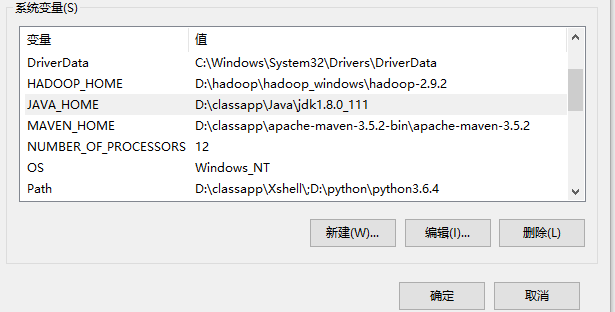 系统变量(S)
变量 值
DriverData C:\Windows\System32\Drivers\DriverData
HADOOP_HOME D:\hadoop\hadoop_windows\hadoop-2.9.2
JAVA_HOME D:\classapp\Java\jdk1.8.0_111
MAVEN_HOME D:\classapp\apache-maven-3.5.2-bin\apache-maven-3.5.2
NUMBER_OF_PROCESSORS 12
OS Windows_NT
Path D:\classapp\Xshell\;D:\python\python3.6.4
新建(W)... 编辑(I)... 删除(L)
确定 取消